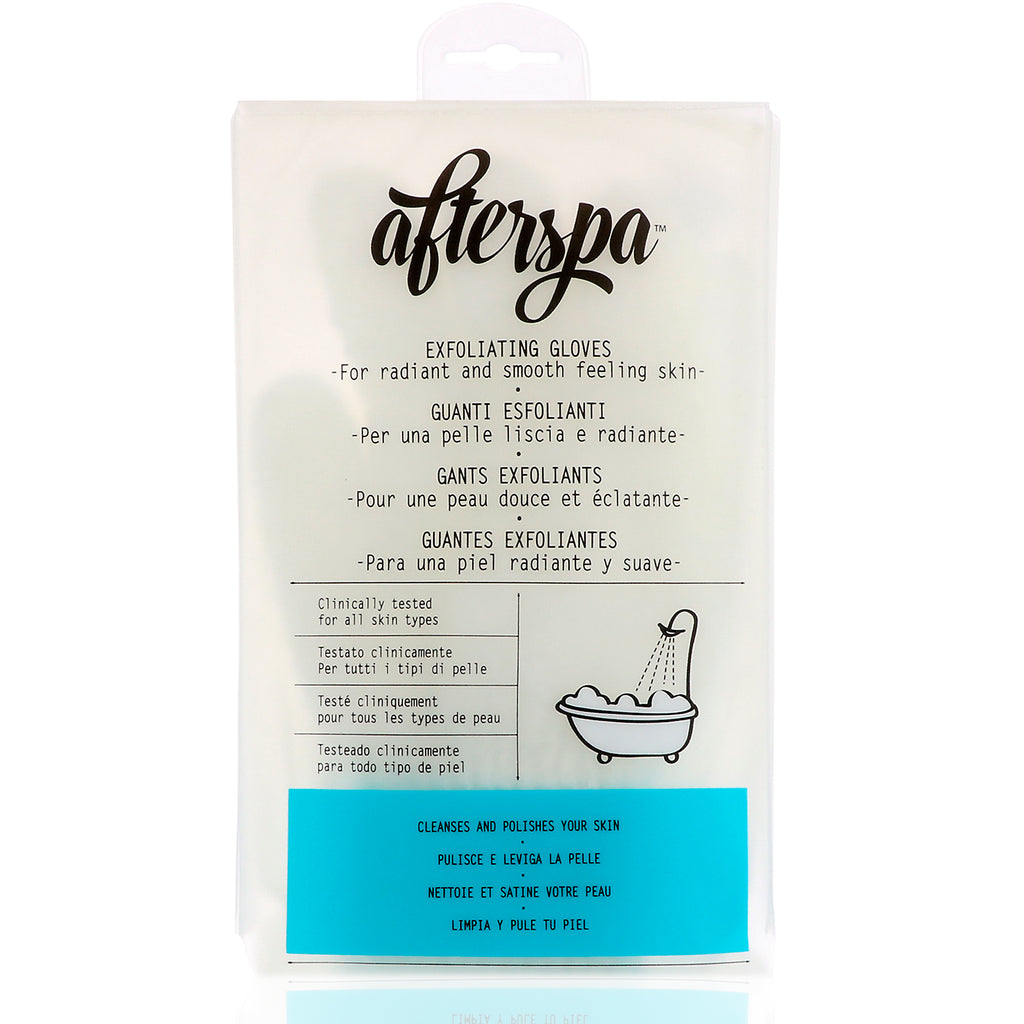 afterspa™
EXFOLIATING GLOVES
-For radiant and smooth feeling skin-
•
GUANTI ESFOLIANTI
-Per una pelle liscia e radiante-
•
GANTS EXFOLIANTS
-Pour une peau douce et éclatante-
•
GUANTES EXFOLIANTES
-Para una piel radiante y suave-
Clinically tested
for all skin types
Testato clinicamente
Per tutti i tipi di pelle
Testé cliniquement
pour tous les types de peau
Testeado clinicamente
para todo tipo de piel
CLEANSES AND POLISHES YOUR SKIN
•
PULISCE E LEVIGA LA PELLE
•
NETTOIE ET SATINE VOTRE PEAU
•
LIMPIA Y PULE TU PIEL